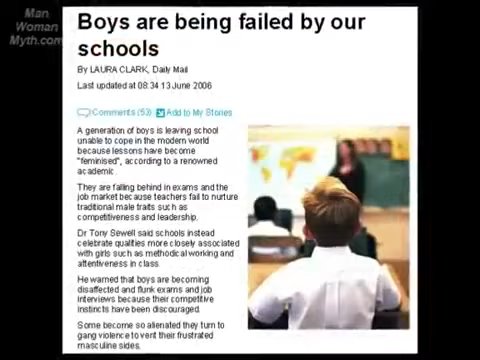 Man
Woman
Myth.com
Boys are being failed by our
schools
By LAURA CLARK, Daily Mail
Last updated at 08:34 13 June 2006
Comments (53) Add to My Stories
A generation of boys is leaving school
unable to cope in the modern world
because lessons have become
"feminised", according to a renowned
academic.
They are falling behind in exams and the
job market because teachers fail to nurture
traditional male traits such as
competitiveness and leadership.
Dr Tony Sewell said schools instead
celebrate qualities more closely associated
with girls such as methodical working and
attentiveness in class.
He warned that boys are becoming
disaffected and flunk exams and job
interviews because their competitive
instincts have been discouraged.
Some become so alienated they turn to
gang violence to vent their frustrated
masculine sides.